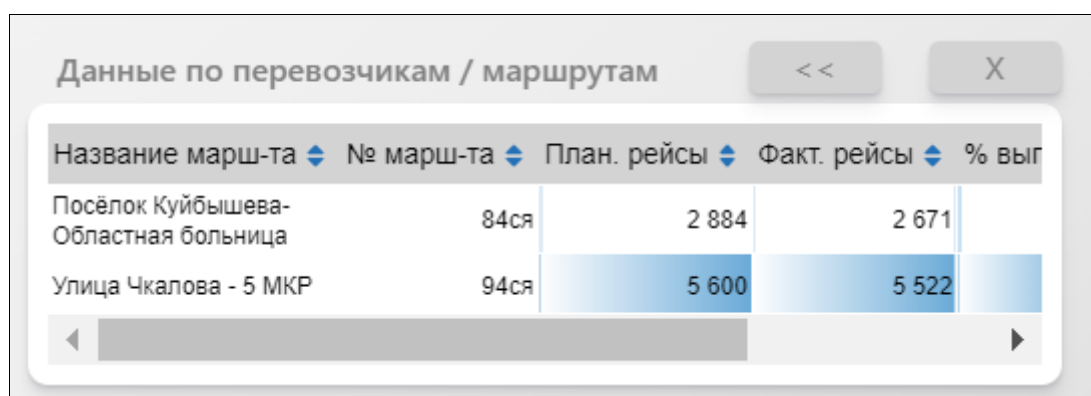 Данные по перевозчикам / маршрутам << X
Название марш-та № марш-та План. рейсы Факт. рейсы % вып
Посёлок Куйбышева-
Областная больница 84ся 2 884 2 671
Улица Чкалова - 5 МКР 94ся 5 600 5 522